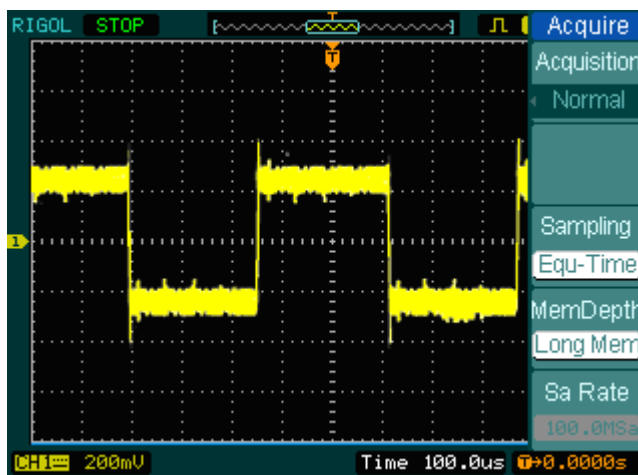 RIGOL STOP
T
T
Acquire
Acquisition
Normal
Sampling
Equ-Time
MemDepth
Long Mem
Sa Rate
100.0MSa
1
CH1 200mV Time 100.0us T→0.0000s